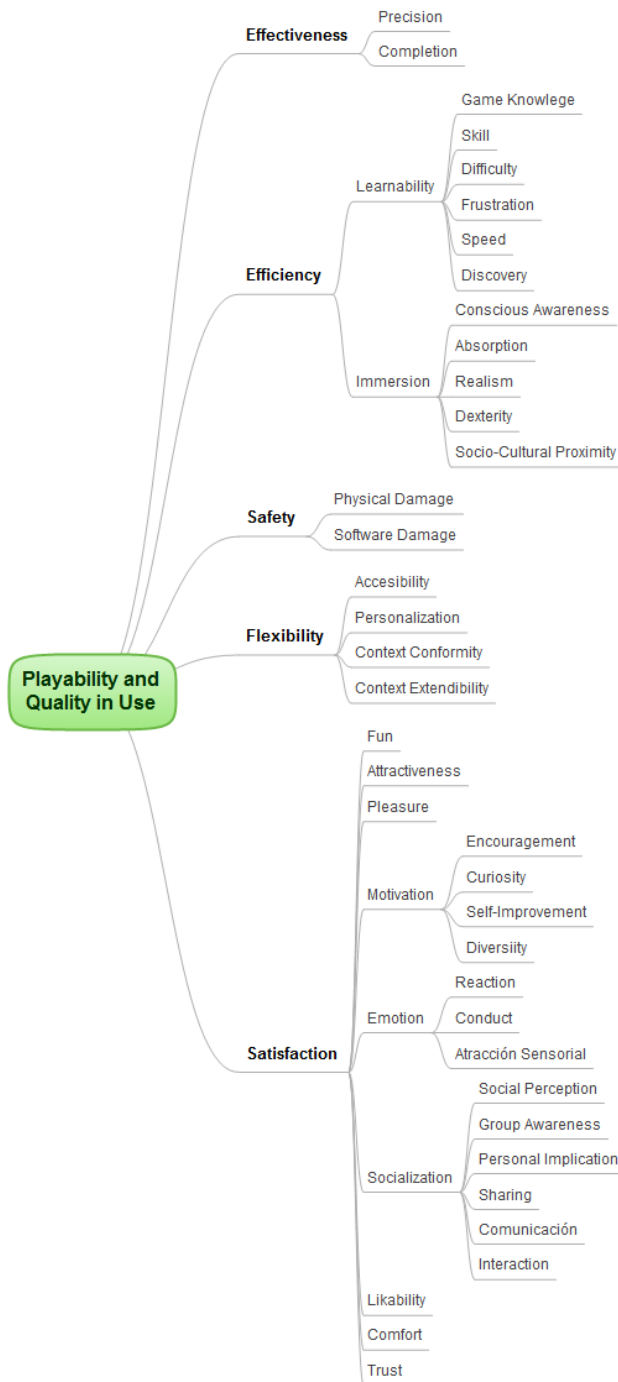 Effectiveness
Precision
Completion
Efficiency
Learnability
Game Knowlege
Skill
Difficulty
Frustration
Speed
Discovery
Immersion
Conscious Awareness
Absorption
Realism
Dexterity
Socio-Cultural Proximity
Safety
Physical Damage
Software Damage
Flexibility
Accesibility
Personalization
Context Conformity
Context Extendibility
Playability and
Quality in Use
Satisfaction
Fun
Attractiveness
Pleasure
Motivation
Encouragement
Curiosity
Self-Improvement
Diversiity
Emotion
Reaction
Conduct
Atracción Sensorial
Socialization
Social Perception
Group Awareness
Personal Implication
Sharing
Comunicación
Interaction
Likability
Comfort
Trust